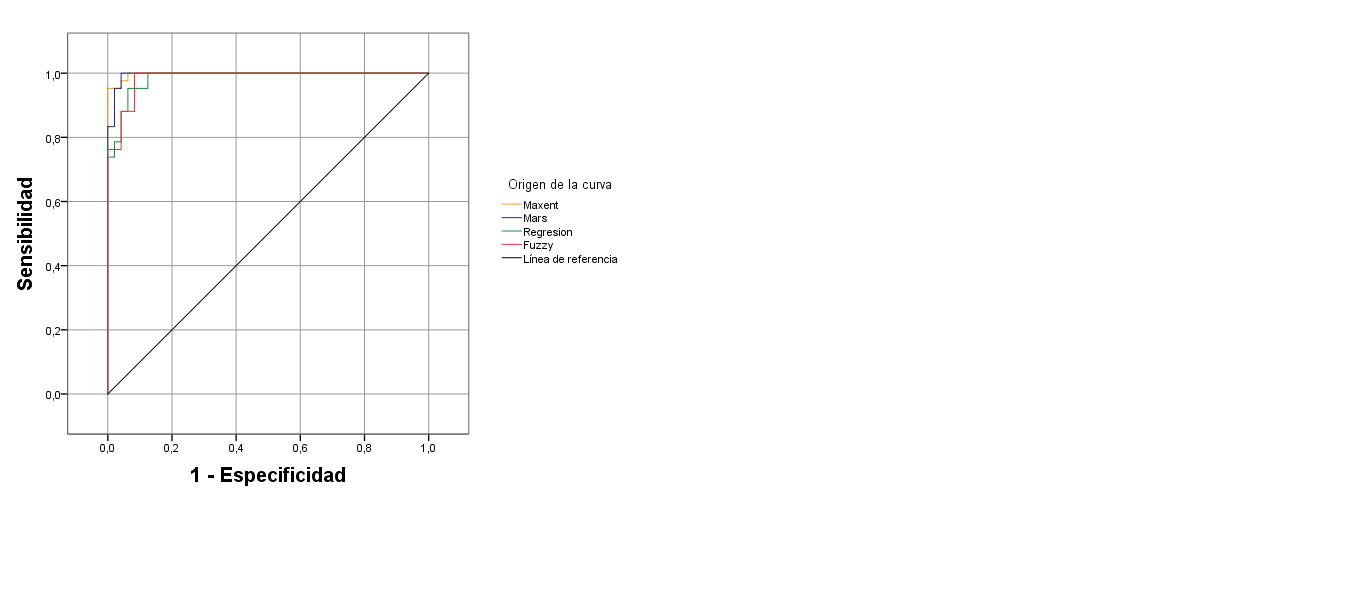 Sensibilidad
1,0
0,8
0,6
0,4
0,2
0,0
0,0 0,2 0,4 0,6 0,8 1,0
1 - Especificidad
Origen de la curva
Maxent
Mars
Regresion
Fuzzy
Línea de referencia